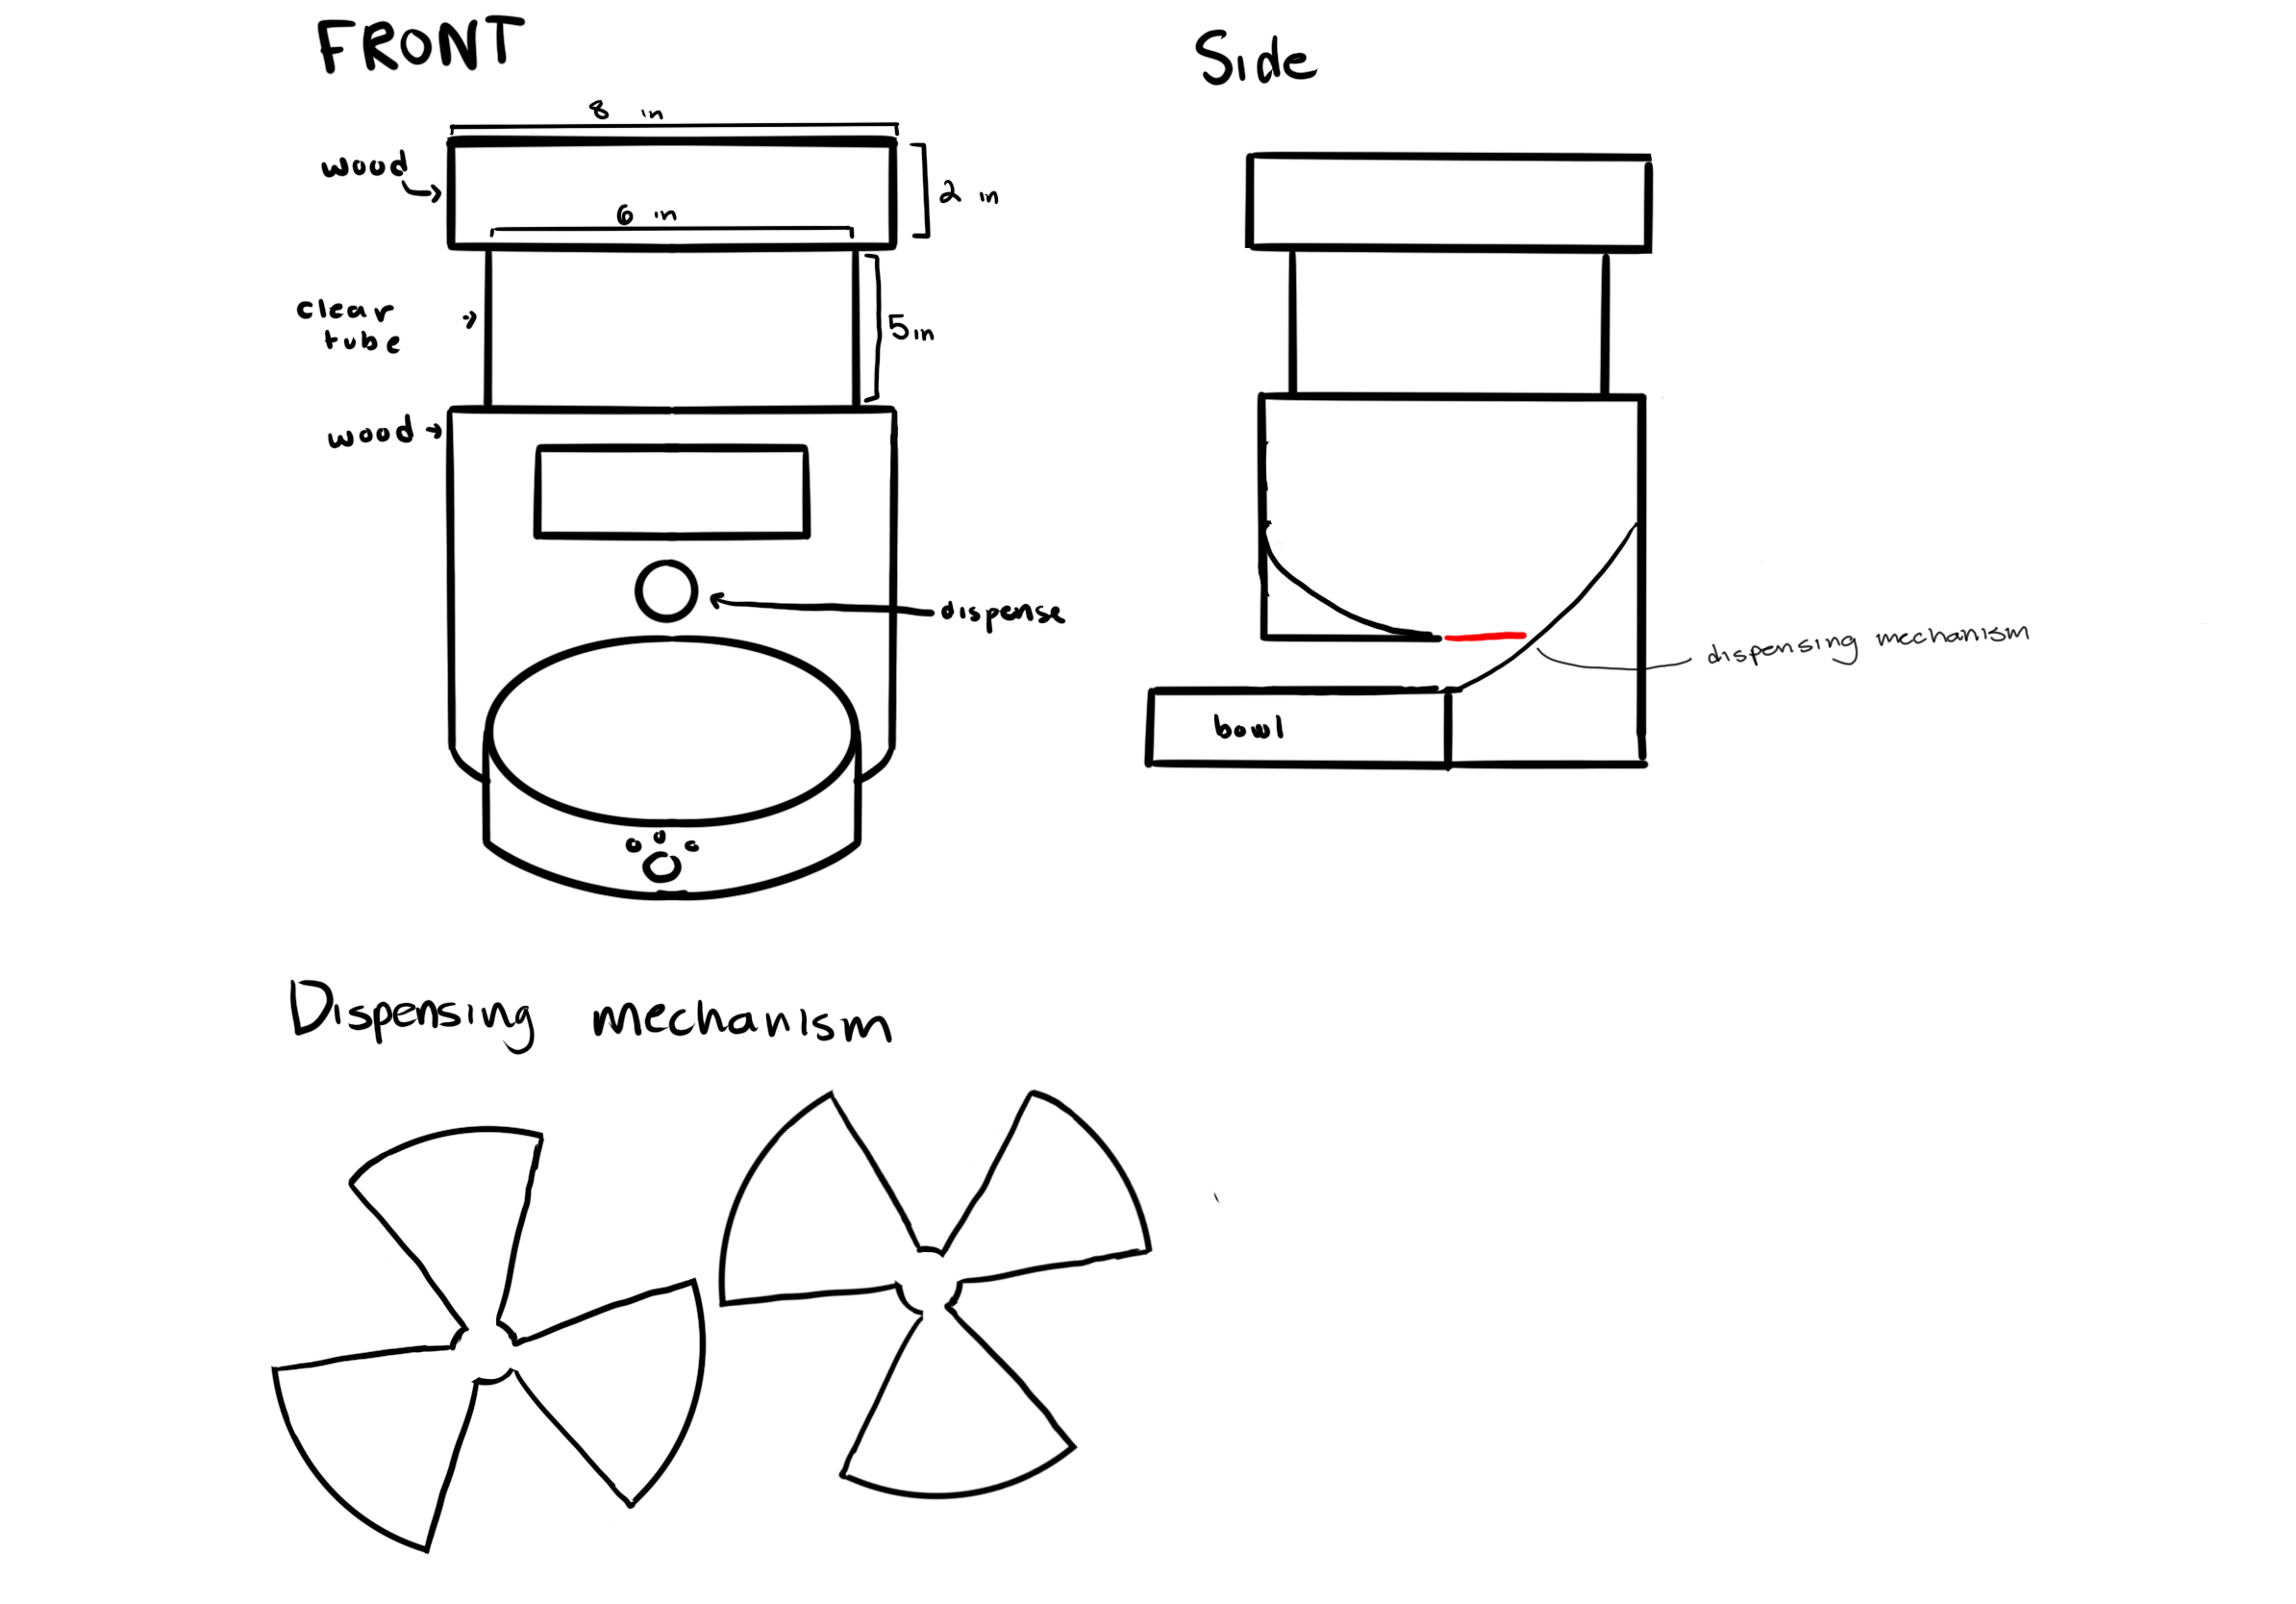 FRONT
8 in
wood
2 in
6 in
clear
tube
5in
wood
dispense
Side
dispensing mechanism
bowl
Dispensing mechanism